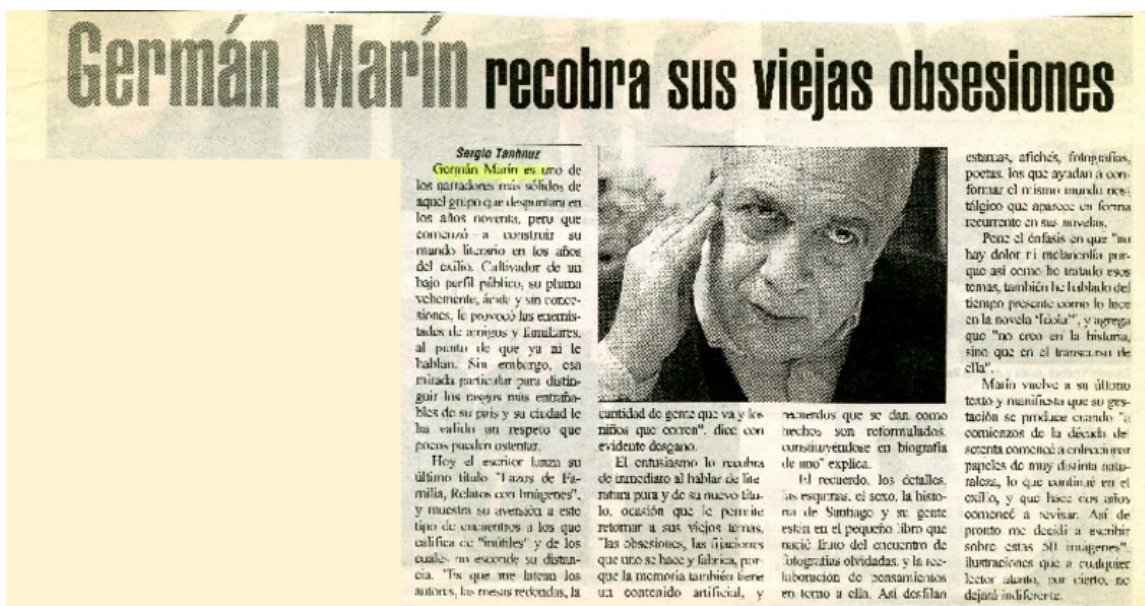 Germán Marín recobra sus viejas obsesiones
Sergio Tanhnuz
Germán Marín es uno de
los narradores más sólidos de
aquel grupo que despuntara en
los años noventa, pero que
comenzó a construir su
mundo literario en los años
del exilio. Cultivador de un
bajo perfil público, su pluma
vehemente, ácida y sin conce-
siones, le provocó las enemis-
tades de amigos y familiares,
al punto de que ya ni le
hablan. Sin embargo, esa
mirada particular para distin-
guir los rasgos más entraña-
bles de su país y su ciudad le
ha valido un respeto que
pocos pueden ostentar.
Hoy el escritor lanza su
último título "Lazos de Fa-
milia, Relatos con Imágenes",
y muestra su aversión a este
tipo de encuentros a los que
califica de "inútiles" y de los
cuales no esconde su distan-
cia. "Es que me latean los
autores, las mesas redondas, la
cantidad de gente que va y los
niños que corren", dice con
evidente desgano.
El entusiasmo lo recobra
de inmediato al hablar de lite
ratura pura y de su nuevo títu-
lo, ocasión que le permite
retomar a sus viejos temas,
"las obsesiones, las fijaciones
que uno se hace y fabrica, por-
que la memoria también tiene
un contenido artificial, y
recuerdos que se dan como
hechos son reformulados,
constituyéndose en biografía
de uno" explica.
El recuerdo, los detalles,
las esquinas, el sexo, la histo-
ria de Santiago y su gente
están en el pequeño libro que
nació fruto del encuentro de
fotografías olvidadas, y la ree-
laboración de pensamientos
en torno a ella. Así desfilan
estampas, afiches, fotografías,
poetas, los que ayudan a con-
formar el mismo mundo nos-
tálgico que aparece en forma
recurrente en sus novelas.
Pone el énfasis en que "no
hay dolor ni melancolía por-
que así como he tratado esos
temas, también he hablado del
tiempo presente como lo hice
en la novela 'Idola'", y agrega
que "no creo en la historia,
sino que en el transcurso de
ella".
Marín vuelve a su último
texto y manifiesta que su ges-
tación se produce cuando "a
comienzos de la década del
setenta comencé a coleccionar
papeles de muy distinta natu-
raleza, lo que continué en el
exilio, y que hace dos años
comencé a revisar. Así de
pronto me decidí a escribir
sobre estas 50 imágenes",
ilustraciones que a cualquier
lector atento, por cierto, no
dejará indiferente.